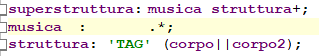 superstruttura: musica struttura+;
musica  :       .*;
struttura: 'TAG' (corpo||corpo2);